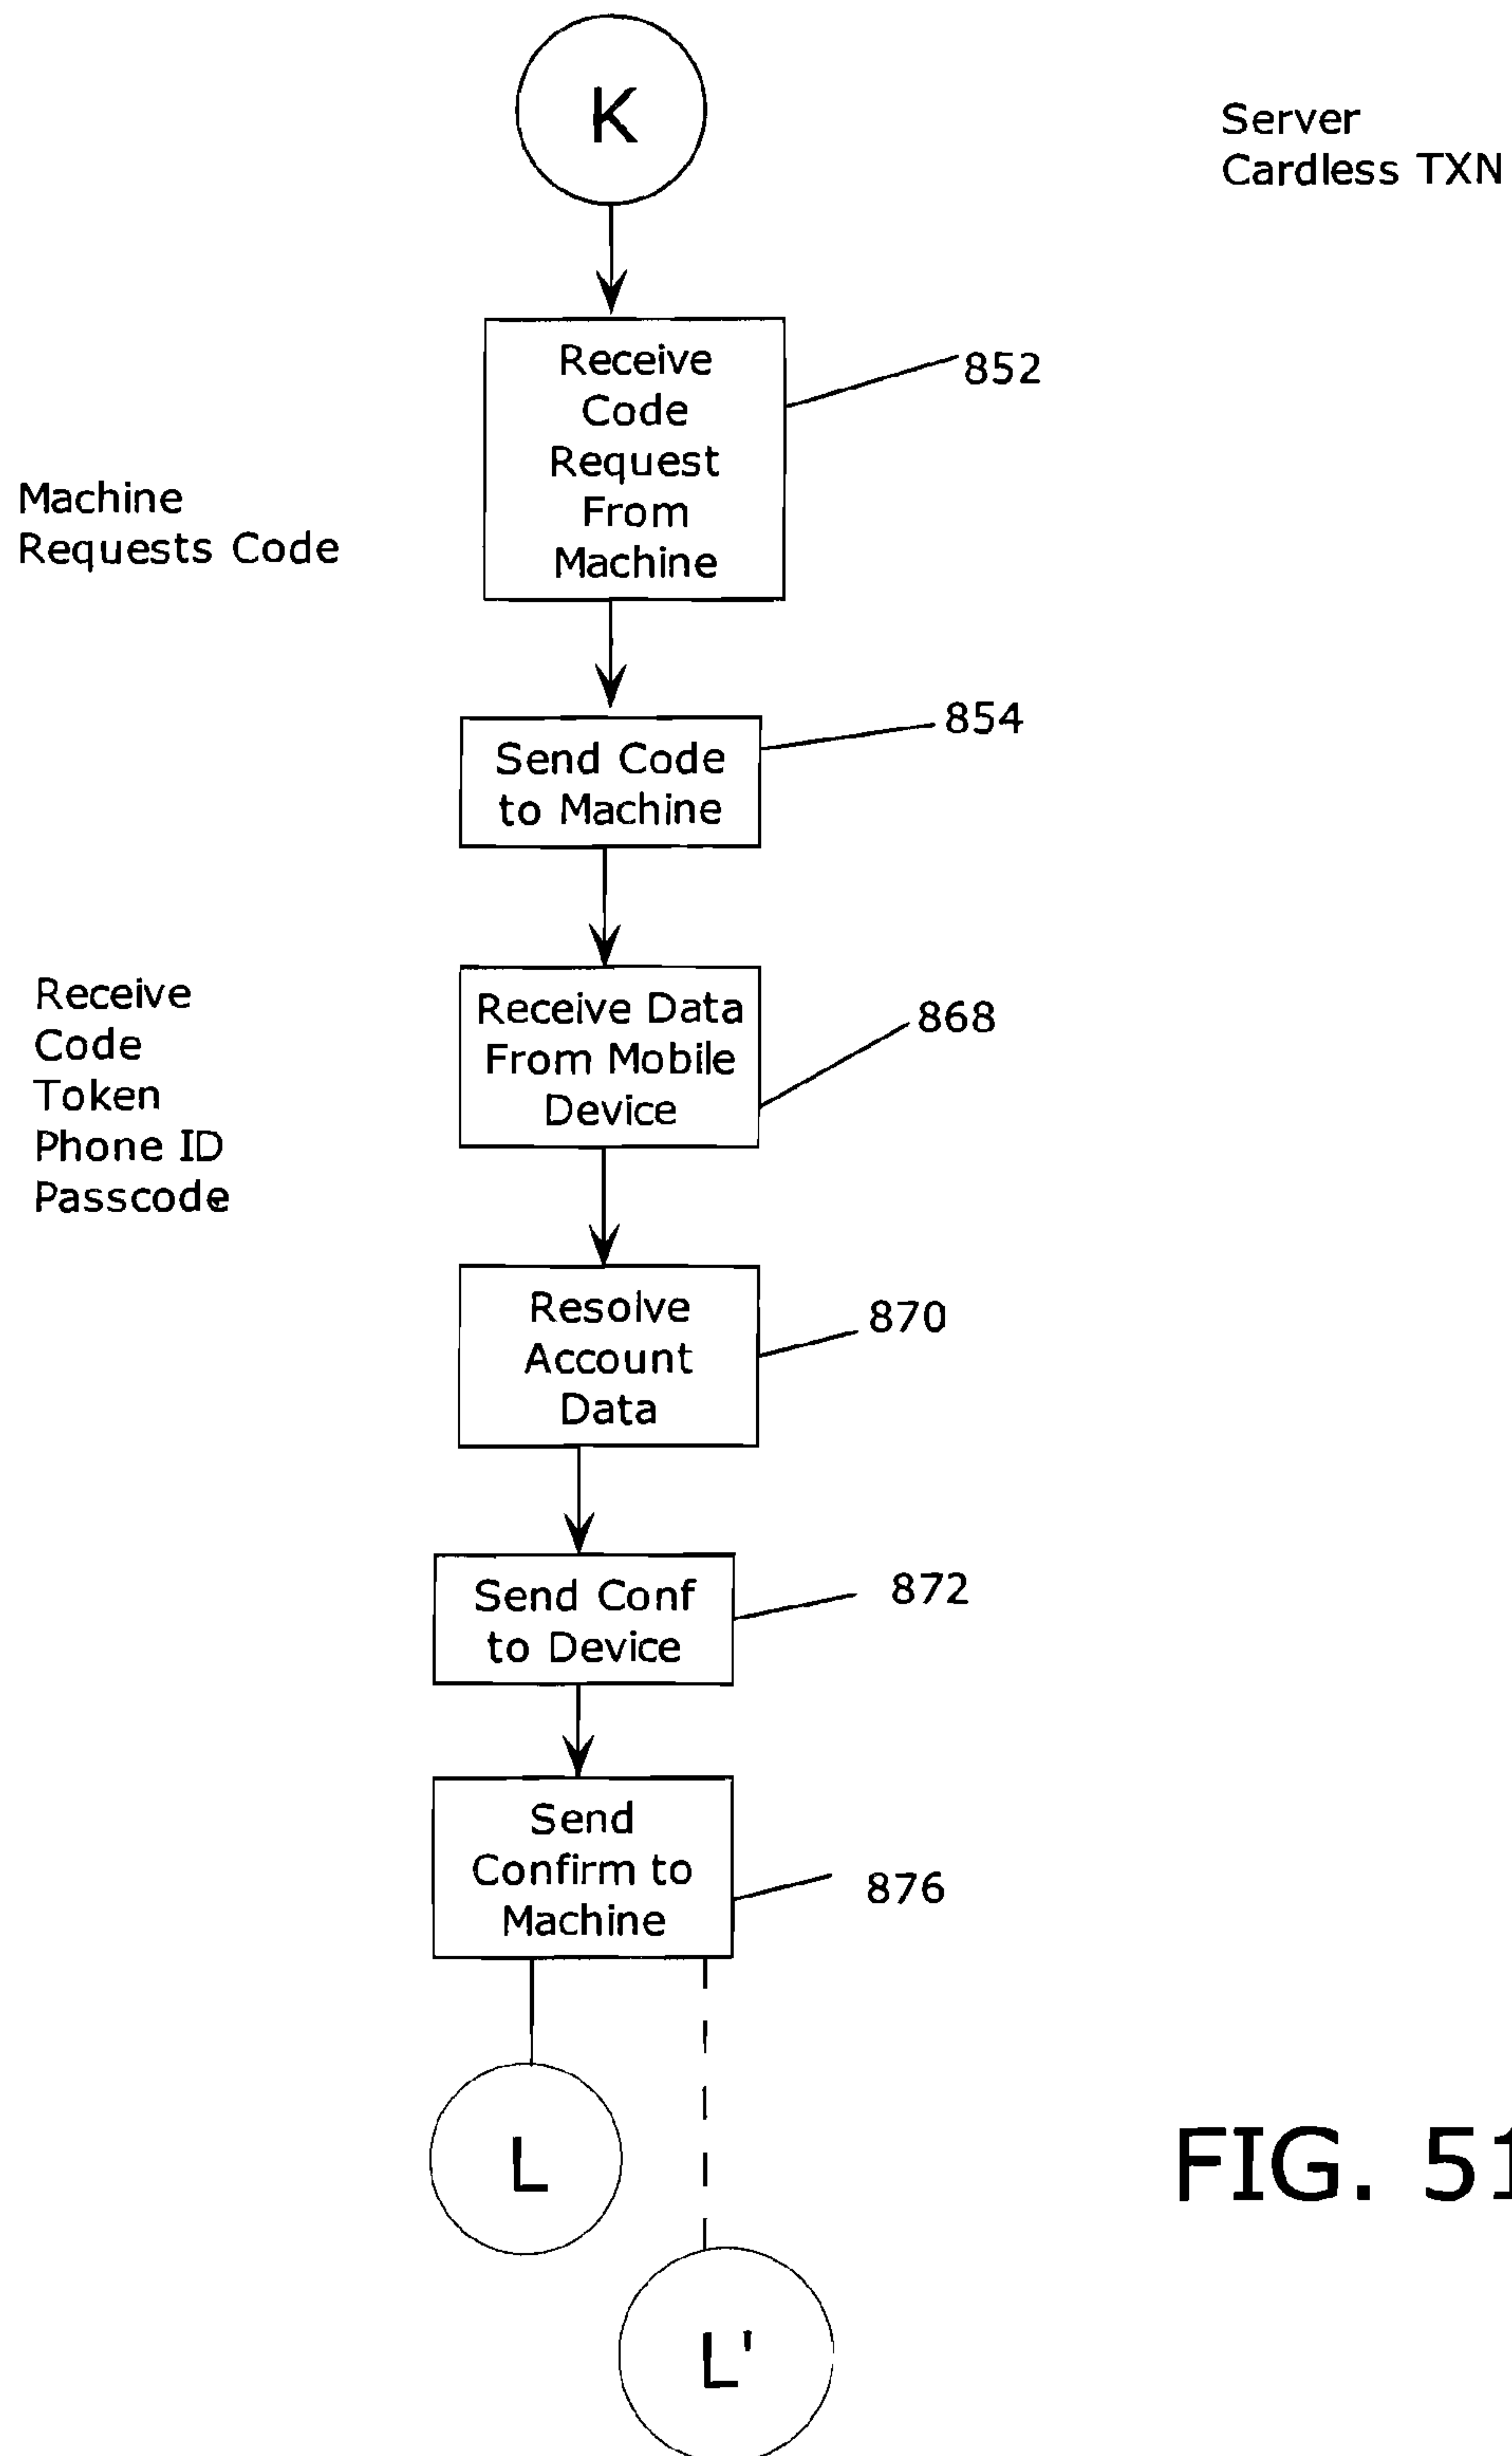 K
Server
Cardless TXN
Receive
Code
Request
From
Machine
852
Machine
Requests Code
Send Code
to Machine
854
Receive Data
From Mobile
Device
868
Receive
Code
Token
Phone ID
Passcode
Resolve
Account
Data
870
Send Conf
to Device
872
Send
Confirm to
Machine
876
L
FIG. 51
L'